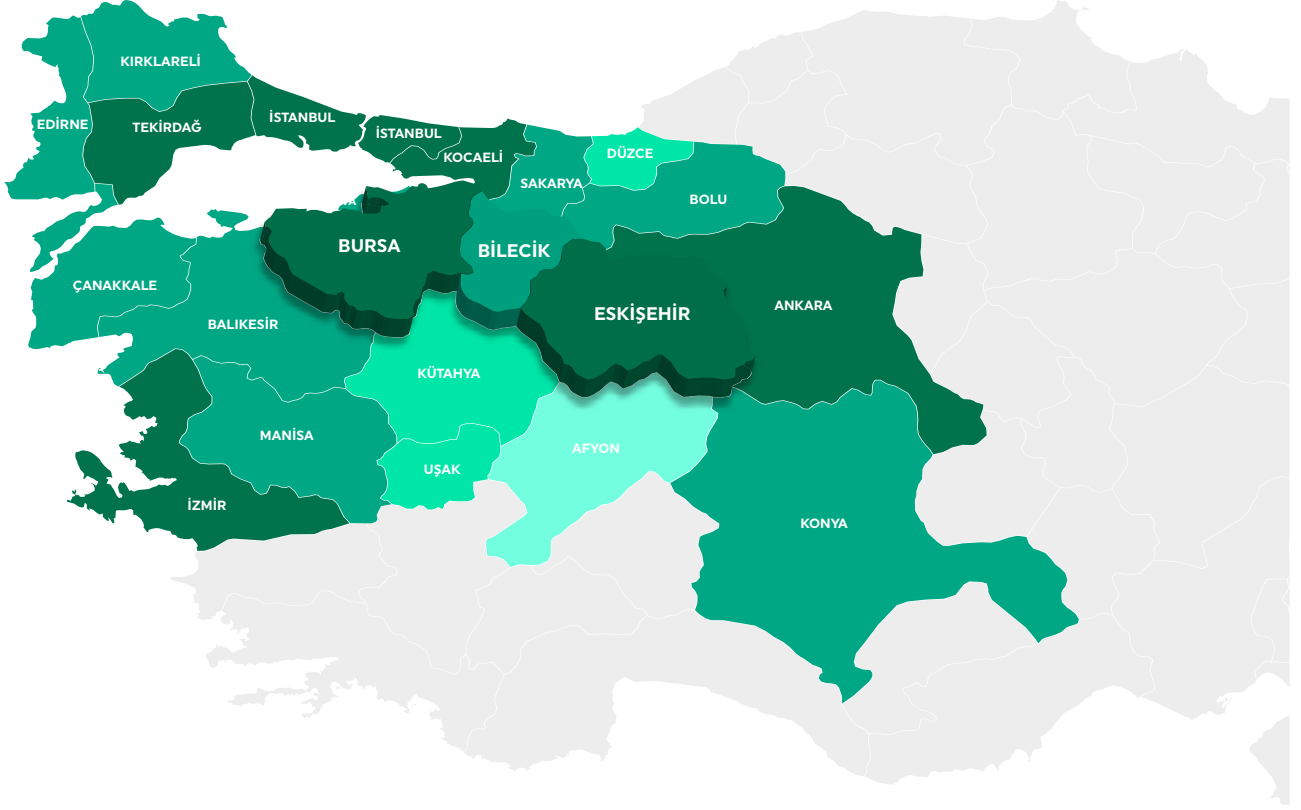 KIRKLARELİ
EDİRNE
TEKİRDAĞ
İSTANBUL
İSTANBUL
KOCAELİ
SAKARYA
DÜZCE
BOLU
BURSA
BİLECİK
ESKİŞEHİR
ANKARA
ÇANAKKALE
BALIKESİR
KÜTAHYA
MANİSA
UŞAK
AFYON
İZMİR
KONYA